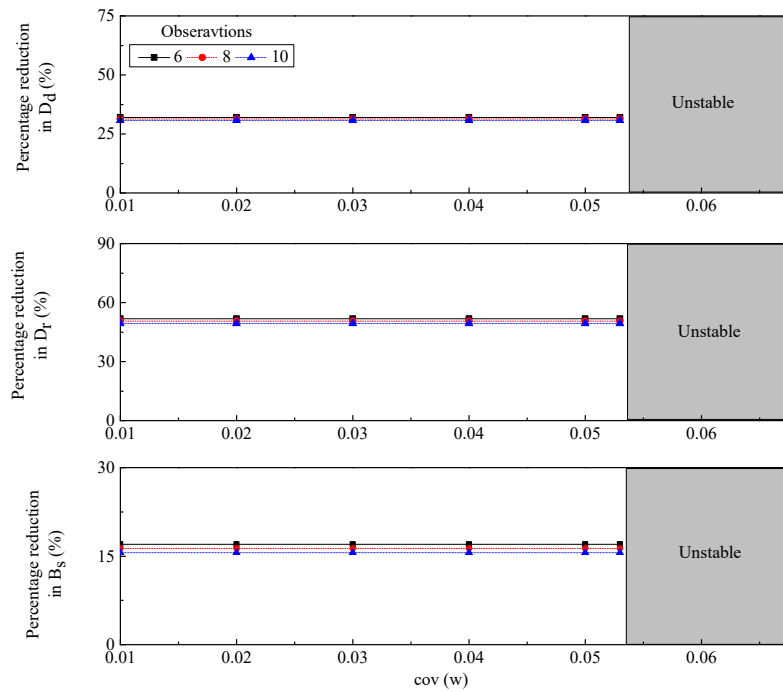 Obseravtions
6 8 10
Percentage reduction
in Dd (%)
75
50
25
0
Unstable
0.01 0.02 0.03 0.04 0.05 0.06
Percentage reduction
in Dr (%)
90
60
30
0
Unstable
0.01 0.02 0.03 0.04 0.05 0.06
Percentage reduction
in Bs (%)
30
15
0
Unstable
0.01 0.02 0.03 0.04 0.05 0.06
cov (w)